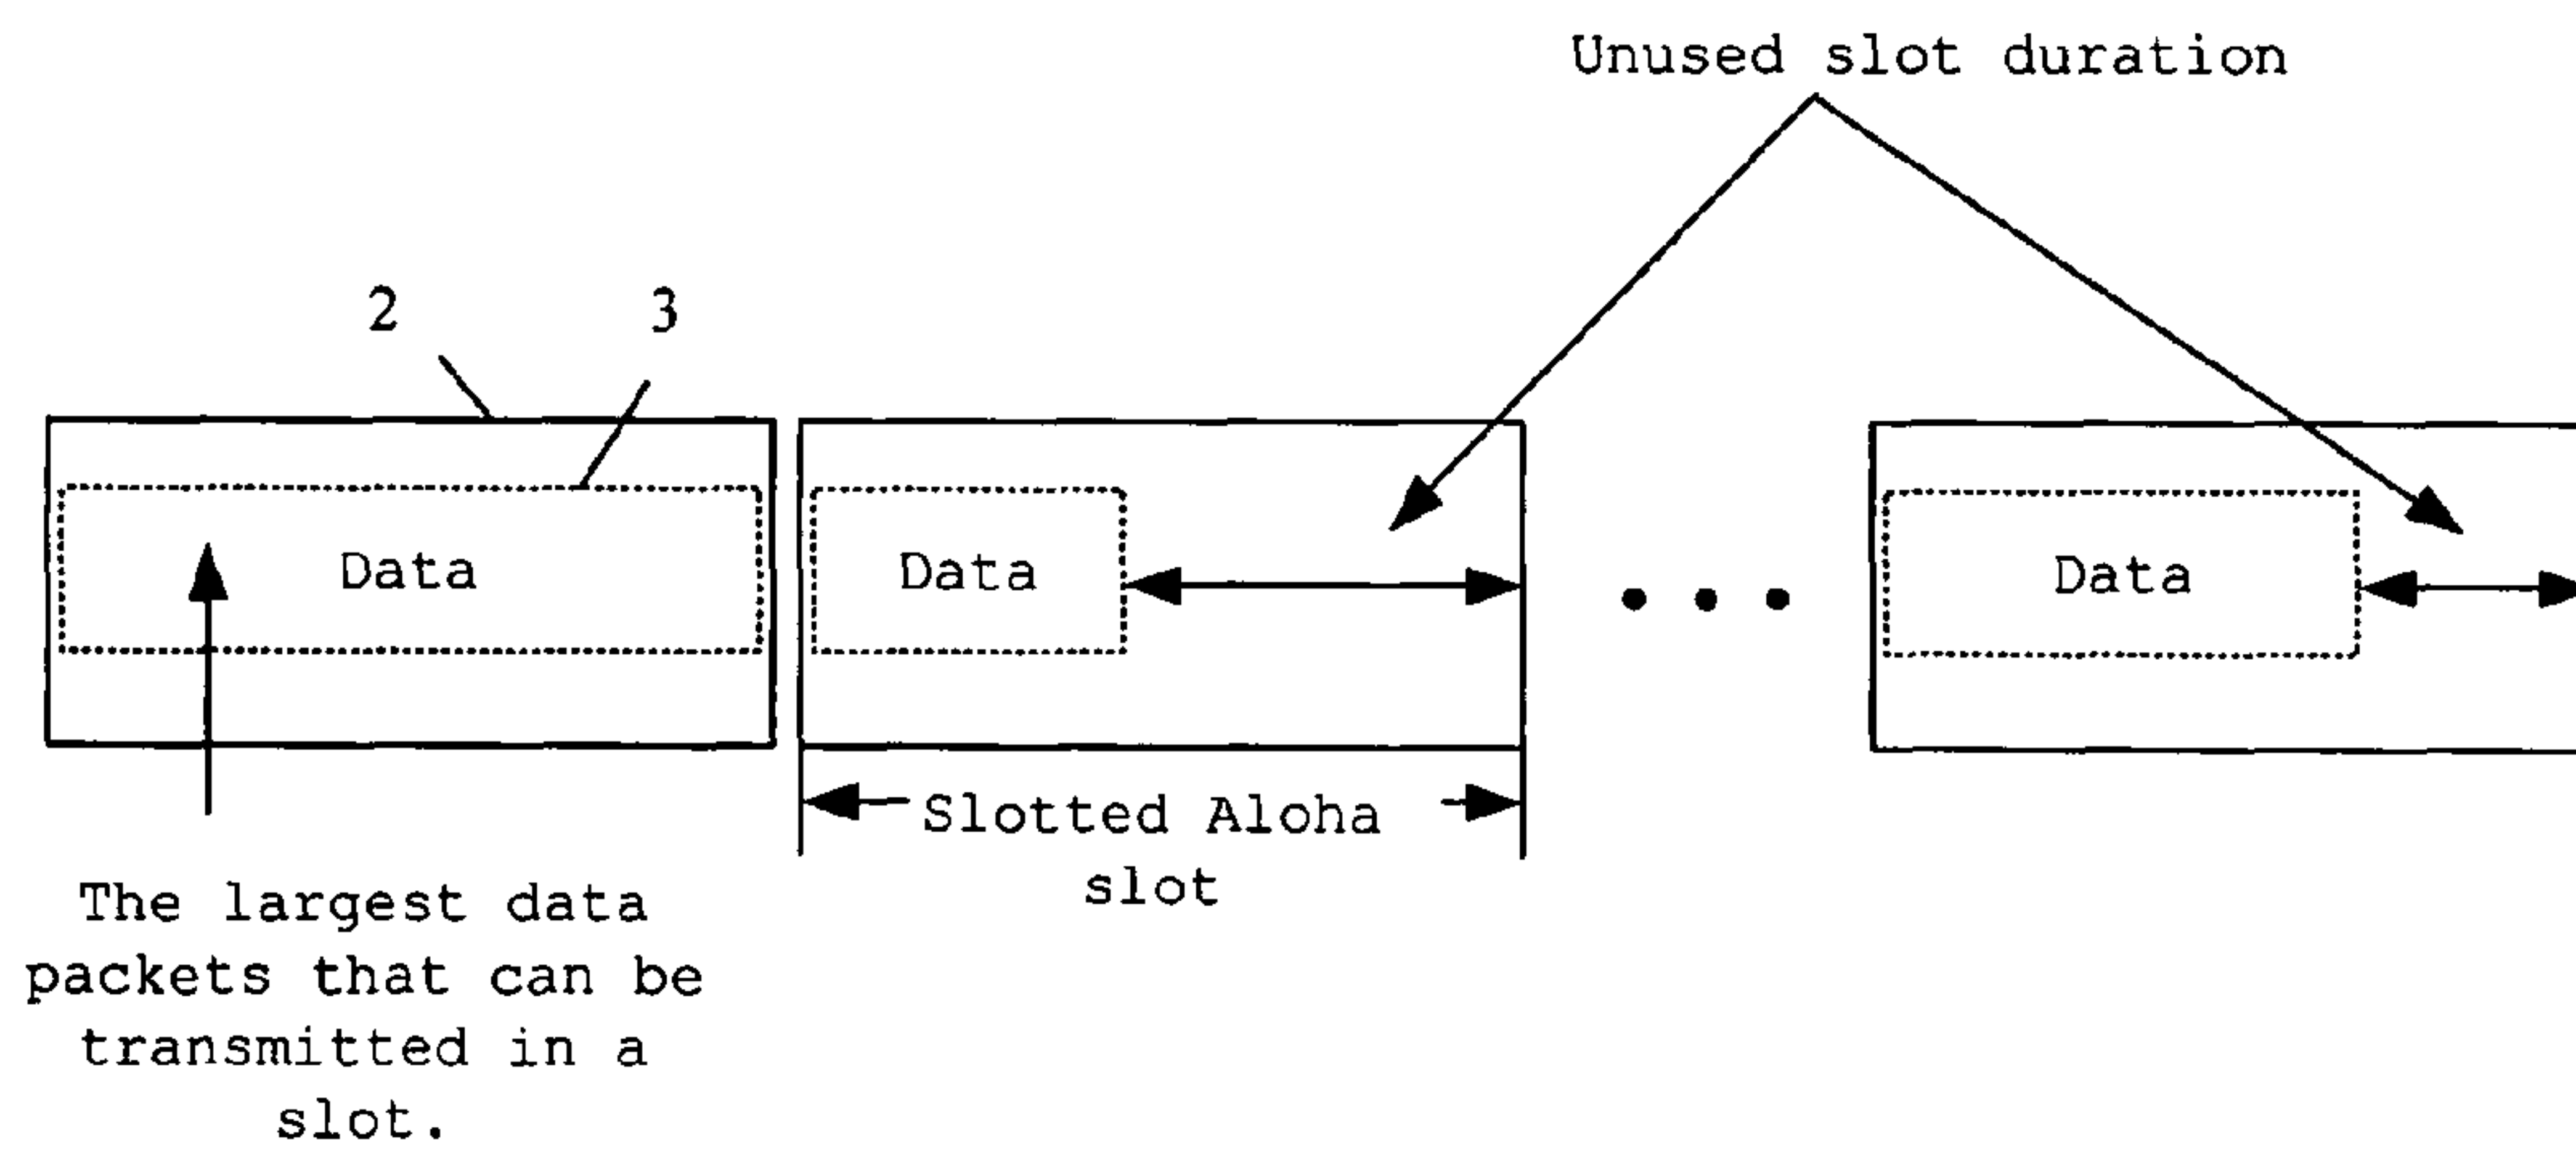 Unused slot duration
2
3
Data
Data
Data
Slotted Aloha
slot
The largest data
packets that can be
transmitted in a
slot.